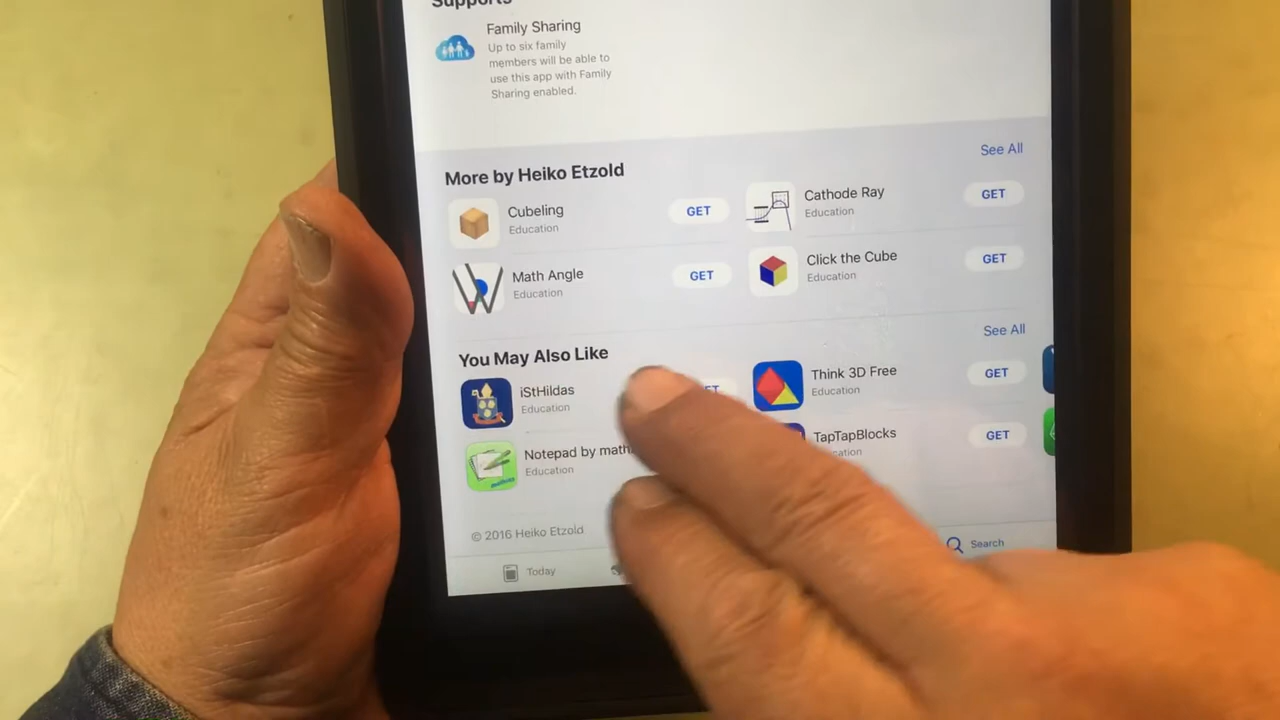 Supports
Family Sharing
Up to six family
members will be able to
use this app with Family
Sharing enabled.
More by Heiko Etzold
See All
Cubeling
Education
GET
Cathode Ray
Education
GET
Math Angle
Education
GET
Click the Cube
Education
GET
You May Also Like
See All
iStHildas
Education
Think 3D Free
Education
GET
Notepad by math
Education
TapTapBlocks
GET
© 2016 Heiko Etzold
Today
Search